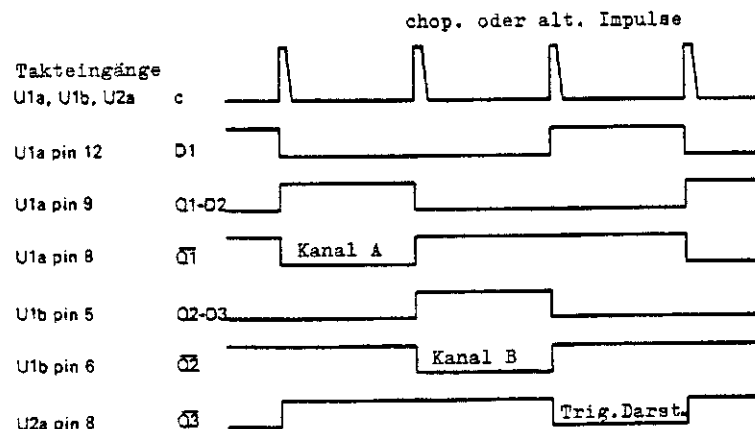 chop. oder alt. Impulse
Takteingänge
U1a, U1b, U2a c
U1a pin 12 D1
U1a pin 9 Q1-D2
U1a pin 8 Q̅1̅ Kanal A
U1b pin 5 Q2-D3
U1b pin 6 Q̅2̅ Kanal B
U2a pin 8 Q̅3̅ Trig.Darst.